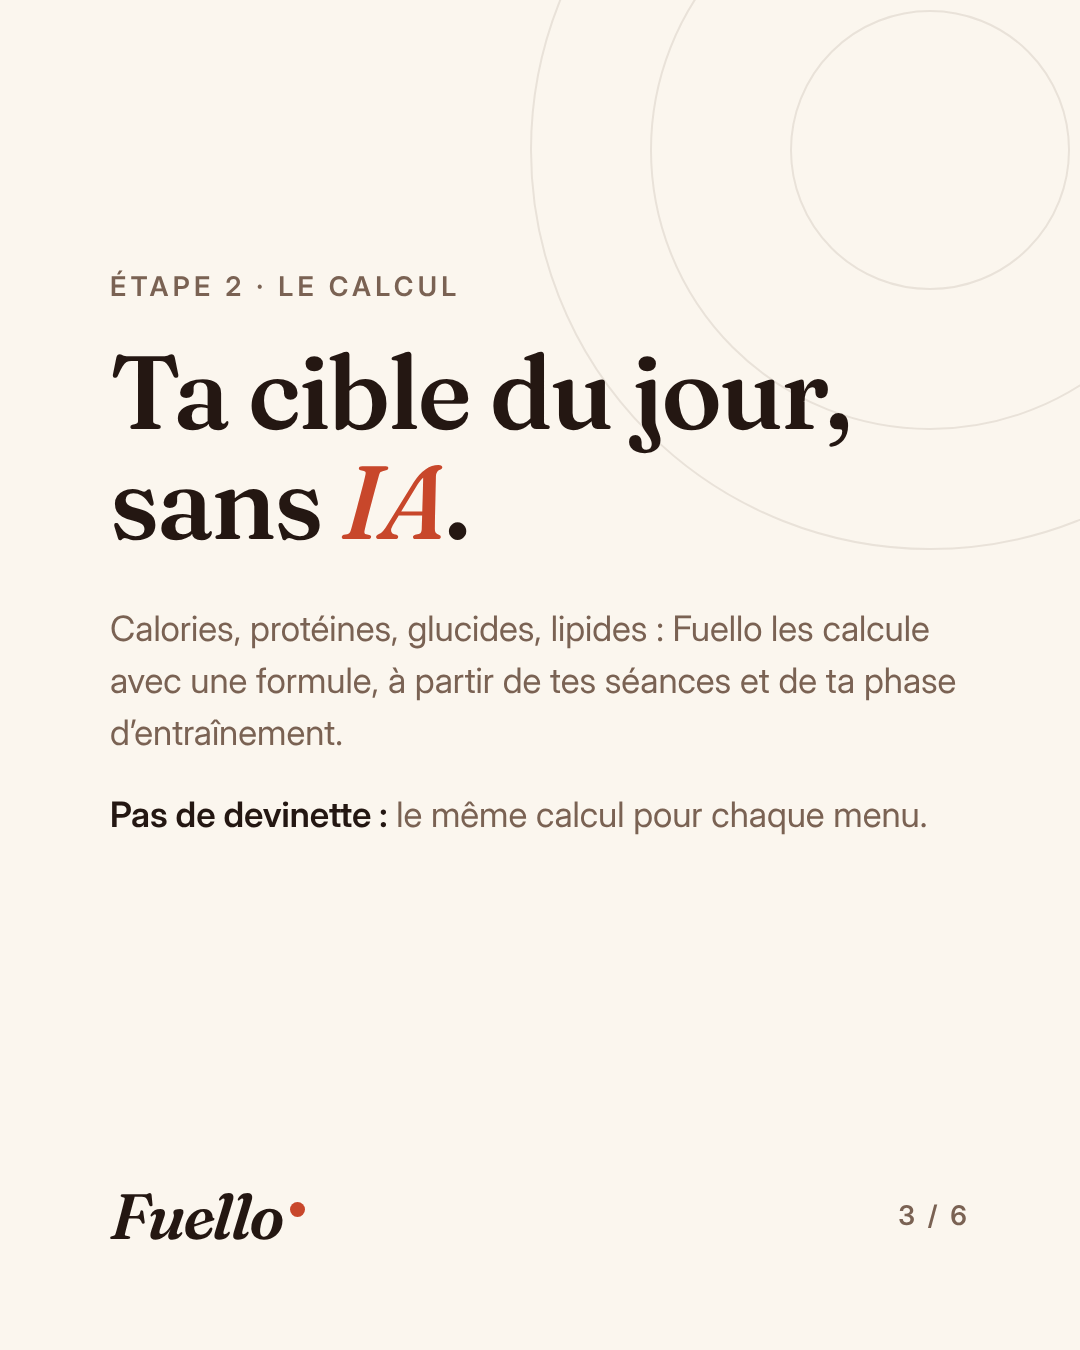 ÉTAPE 2 · LE CALCUL
Ta cible du jour,
sans IA.
Calories, protéines, glucides, lipides : Fuello les calcule
avec une formule, à partir de tes séances et de ta phase
d’entraînement.
Pas de devinette : le même calcul pour chaque menu.
Fuello
3 / 6